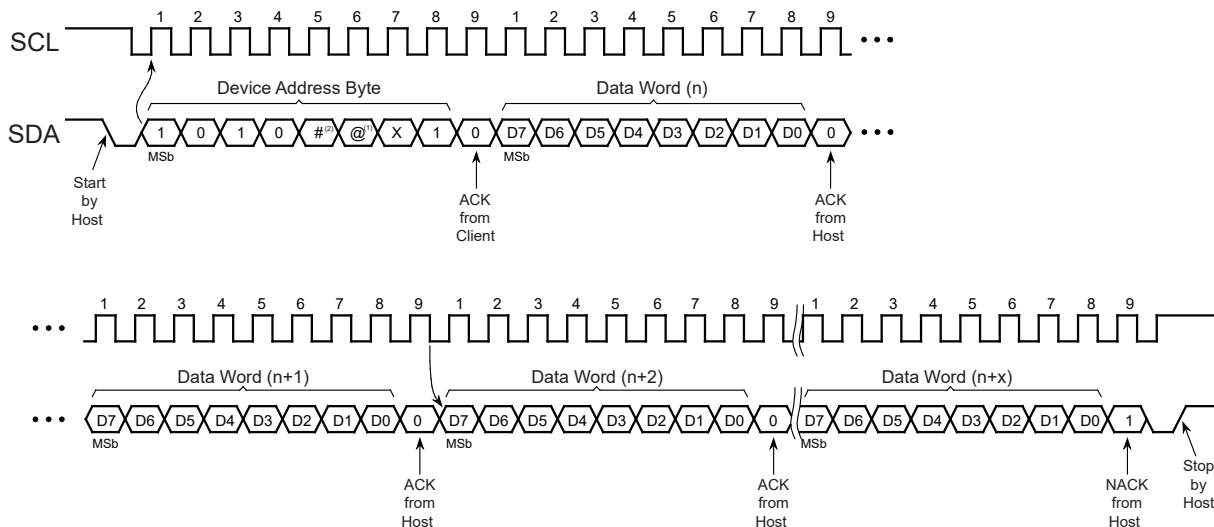 1 2 3 4 5 6 7 8 9 1 2 3 4 5 6 7 8 9
SCL
Device Address Byte Data Word (n)
SDA 1 0 1 0 #(2) @(1) X 1 0 D7 D6 D5 D4 D3 D2 D1 D0 0
MSb MSb
Start
by
Host
ACK
from
Client
ACK
from
Host
1 2 3 4 5 6 7 8 9 1 2 3 4 5 6 7 8 9 1 2 3 4 5 6 7 8 9
Data Word (n+1) Data Word (n+2) Data Word (n+x)
D7 D6 D5 D4 D3 D2 D1 D0 0 D7 D6 D5 D4 D3 D2 D1 D0 0 D7 D6 D5 D4 D3 D2 D1 D0 1
MSb MSb MSb
ACK
from
Host
ACK
from
Host
NACK
from
Host
Stop
by
Host